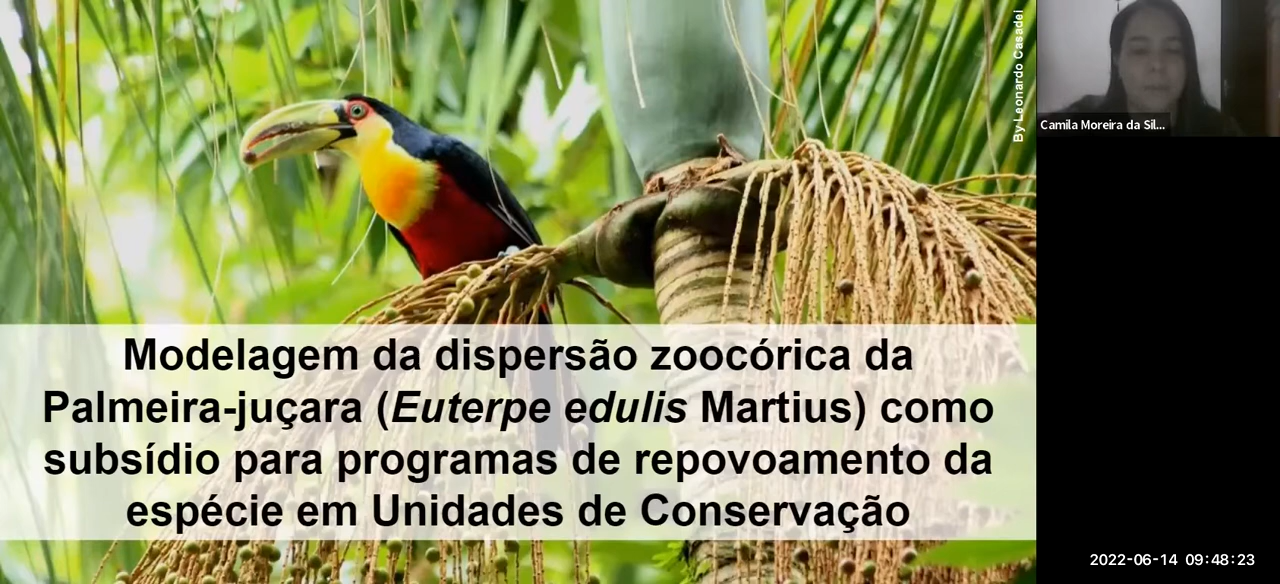 By Leonardo Casadei
Camila Moreira da Sil...
Modelagem da dispersão zoocórica da
Palmeira-juçara (Euterpe edulis Martius) como
subsídio para programas de repovoamento da
espécie em Unidades de Conservação
2022-06-14 09:48:23